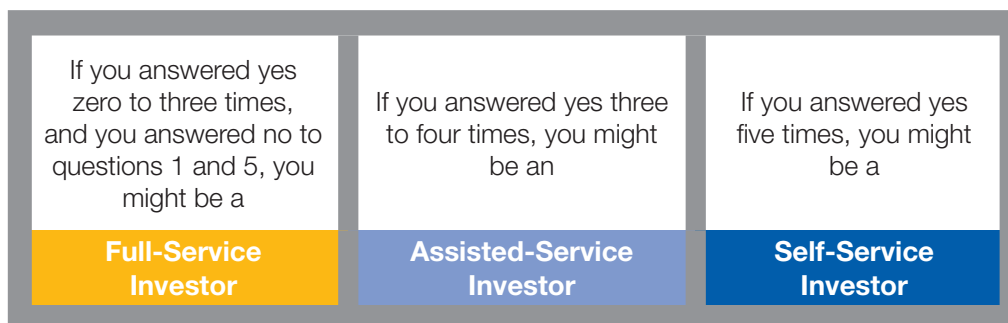 If you answered yes
zero to three times,
and you answered no to
questions 1 and 5, you
might be a
Full-Service
Investor
If you answered yes three
to four times, you might
be an
Assisted-Service
Investor
If you answered yes
five times, you might
be a
Self-Service
Investor